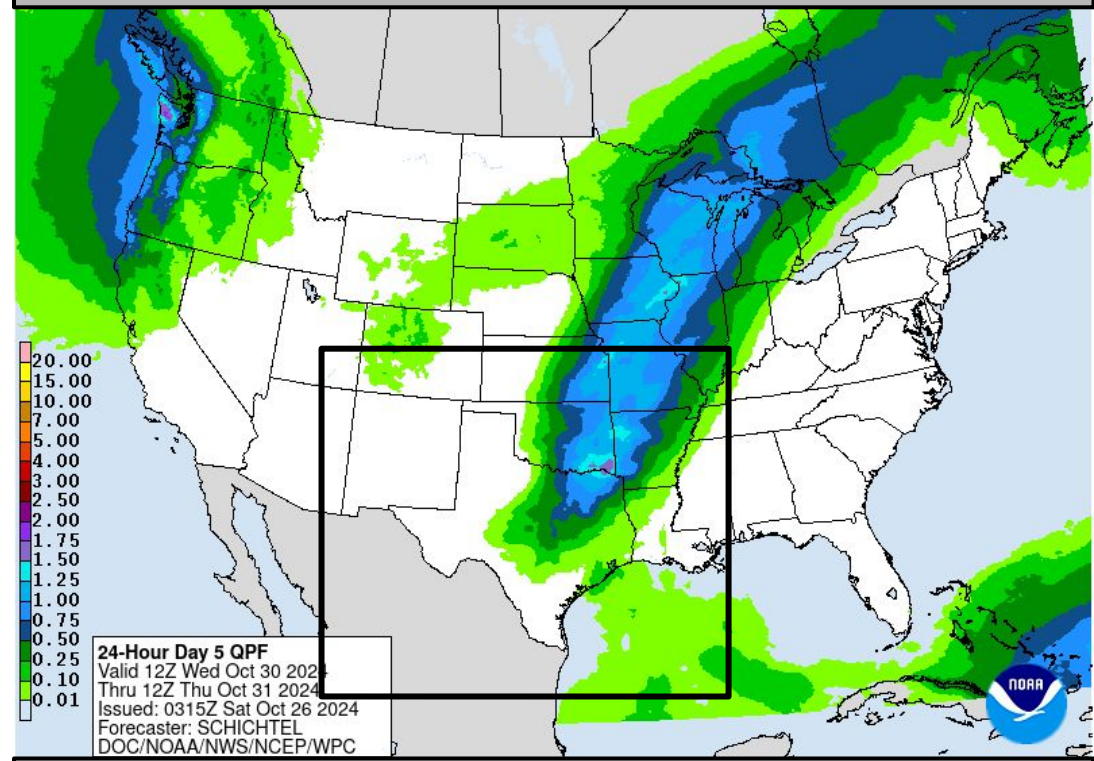 20.00
15.00
10.00
7.00
5.00
4.00
3.00
2.50
2.00
1.75
1.50
1.25
1.00
0.75
0.50
0.25
0.10
0.01
24-Hour Day 5 QPF
Valid 12Z Wed Oct 30 2024
Thru 12Z Thu Oct 31 2024
Issued: 0315Z Sat Oct 26 2024
Forecaster: SCHICHTEL
DOC/NOAA/NWS/NCEP/WPC
NOAA